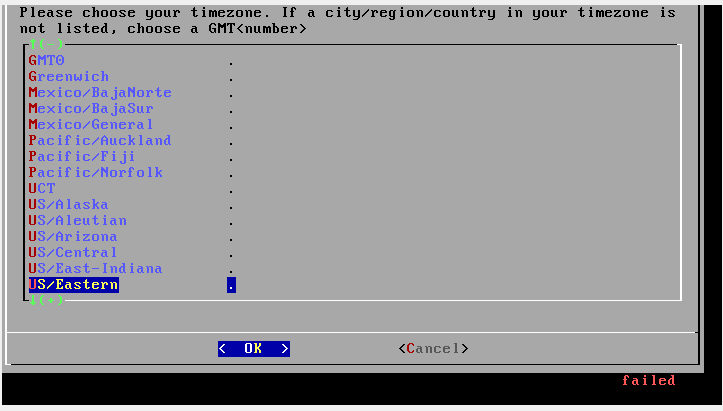 Please choose your timezone. If a city/region/country in your timezone is
not listed, choose a GMT<number>
↑(-)
GMT0 .
Greenwich .
Mexico/BajaNorte .
Mexico/BajaSur .
Mexico/General .
Pacific/Auckland .
Pacific/Fiji .
Pacific/Norfolk .
UCT .
US/Alaska .
US/Aleutian .
US/Arizona .
US/Central .
US/East-Indiana .
US/Eastern .
↓(+)
< OK > <Cancel>
failed